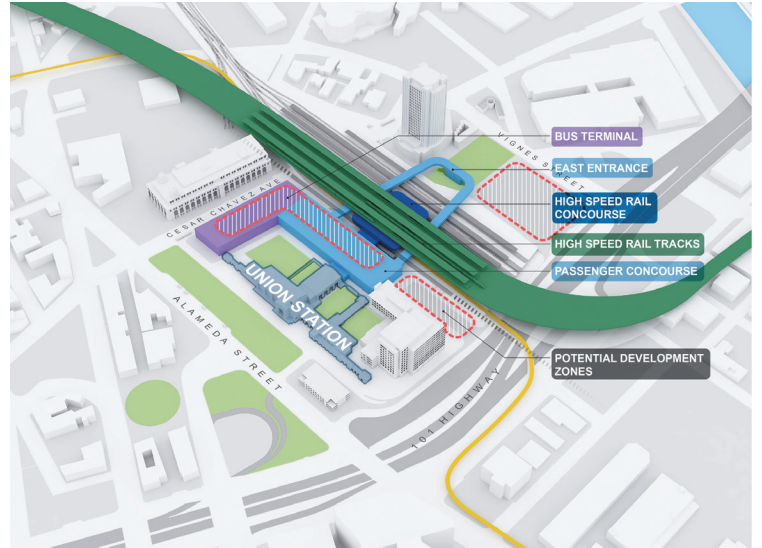 BUS TERMINAL
VIGNES STREET
EAST ENTRANCE
HIGH SPEED RAIL
CONCOURSE
CESAR CHAVEZ AVE
HIGH SPEED RAIL TRACKS
PASSENGER CONCOURSE
UNION STATION
ALAMEDA STREET
POTENTIAL DEVELOPMENT
ZONES
101 HIGHWAY